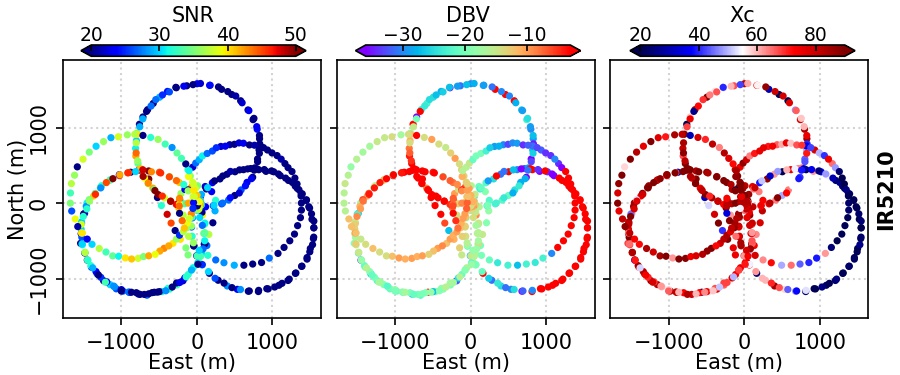 SNR DBV Xc
20 30 40 50 −30 −20 −10 20 40 60 80
North (m)
1000
0
−1000
−1000 0 1000 −1000 0 1000 −1000 0 1000
East (m) East (m) East (m)
IR5210